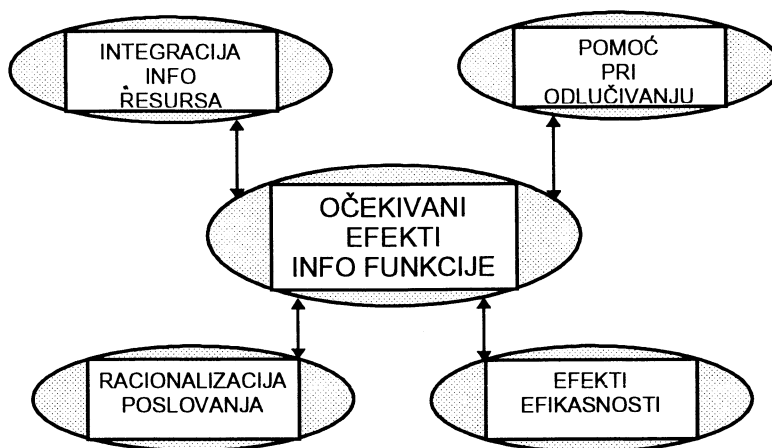 INTEGRACIJA
INFO
RESURSA
POMOĆ
PRI
ODLUČIVANJU
OČEKIVANI
EFEKTI
INFO FUNKCIJE
RACIONALIZACIJA
POSLOVANJA
EFEKTI
EFIKASNOSTI